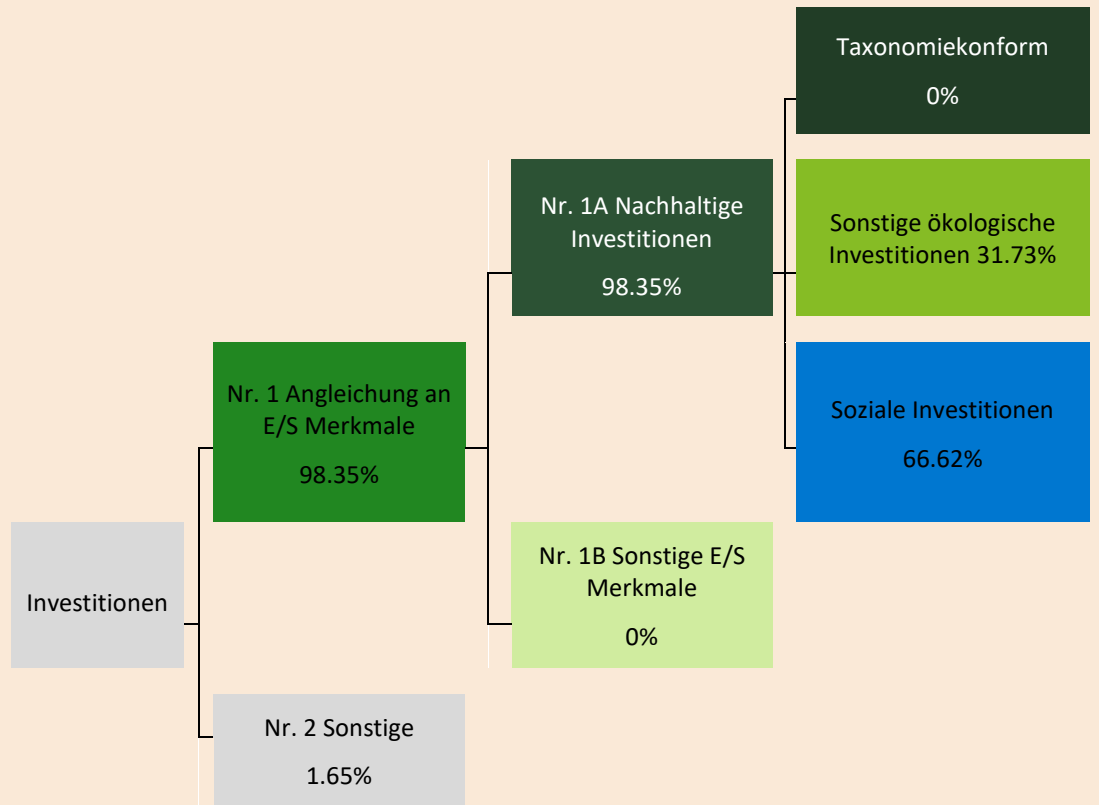 Taxonomiekonform
0%
Nr. 1A Nachhaltige
Investitionen
98.35%
Sonstige ökologische
Investitionen 31.73%
Nr. 1 Angleichung an
E/S Merkmale
98.35%
Soziale Investitionen
66.62%
Investitionen
Nr. 1B Sonstige E/S
Merkmale
0%
Nr. 2 Sonstige
1.65%